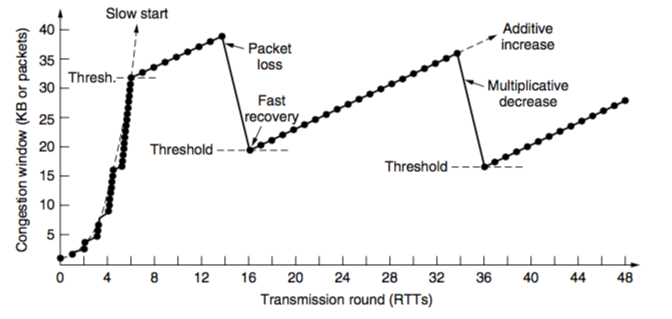 Slow start
Congestion window (KB or packets)
40
35
30
25
20
15
10
5
Thresh.
Packet
loss
Fast
recovery
Threshold
Additive
increase
Multiplicative
decrease
Threshold
0 4 6 8 12 16 20 24 28 32 36 40 44 48
Transmission round (RTTs)